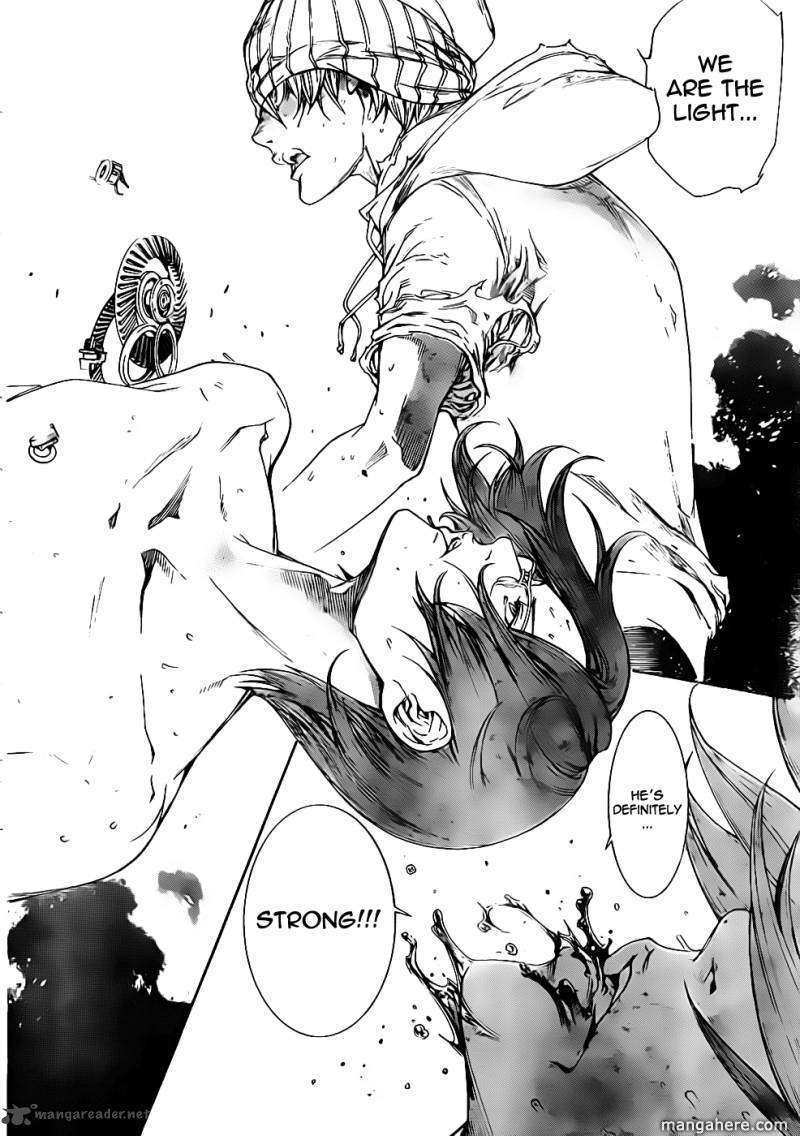 WE
ARE THE
LIGHT...
HE'S
DEFINITELY
...
STRONG!!!
mangareader.net
mangahere.com